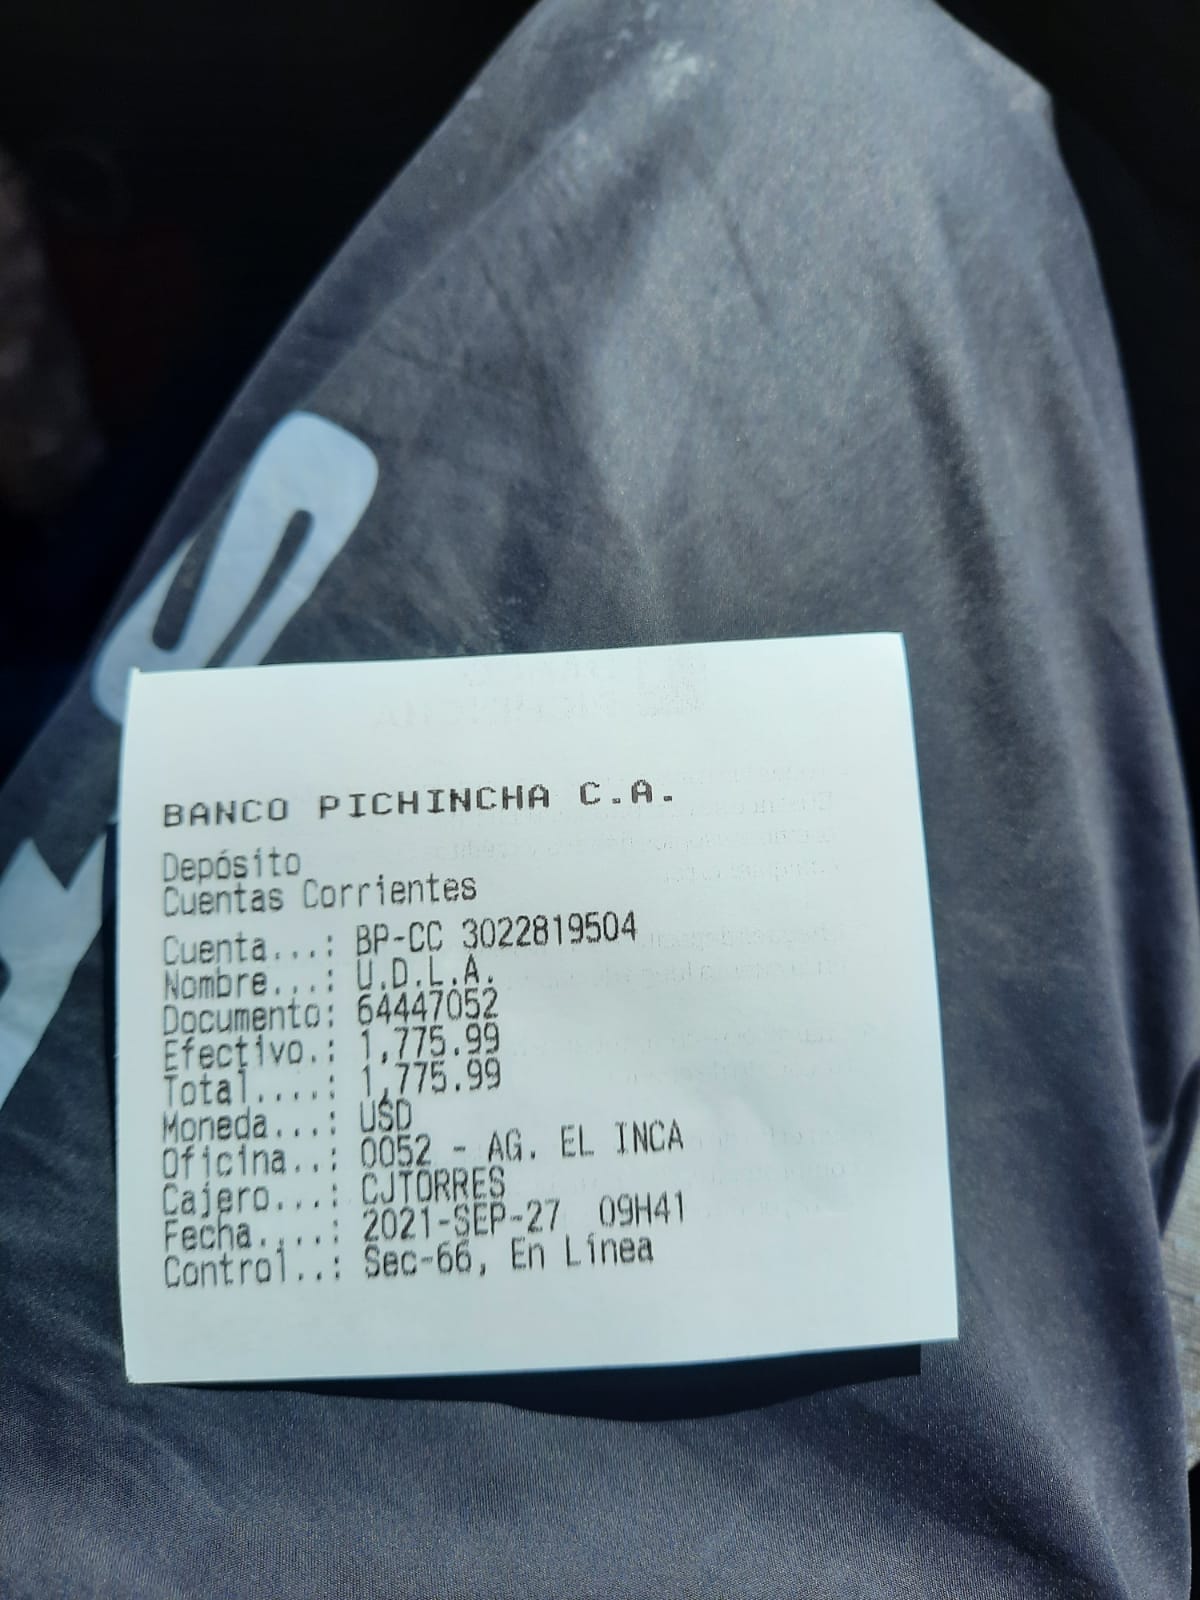 BANCO PICHINCHA C.A.
Depósito
Cuentas Corrientes
Cuenta...: BP-CC 3022819504
Nombre...: U.D.L.A.
Documento: 64447052
Efectivo.: 1,775.99
Total....: 1,775.99
Moneda...: USD
Oficina..: 0052 - AG. EL INCA
Cajero...: CJTORRES
Fecha....: 2021-SEP-27 09H41
Control..: Sec-66, En Línea